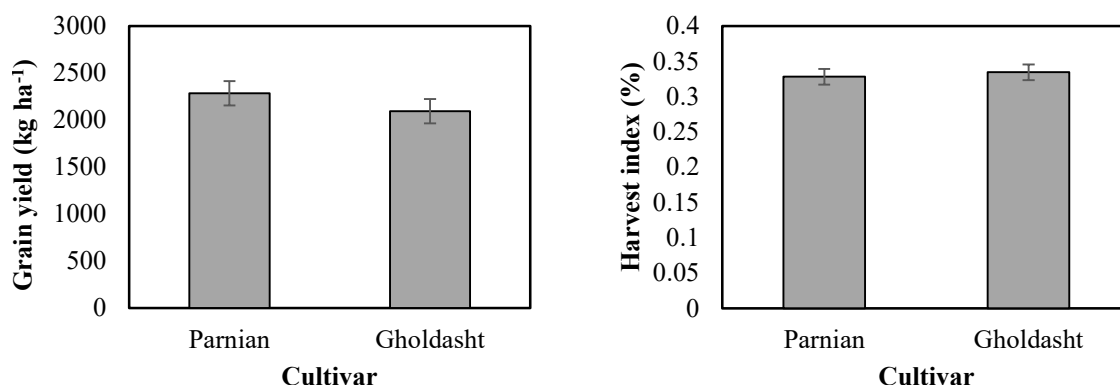 Grain yield (kg ha⁻¹)
3000
2500
2000
1500
1000
500
0
Parnian Gholdasht
Cultivar
Harvest index (%)
0.4
0.35
0.3
0.25
0.2
0.15
0.1
0.05
0
Parnian Gholdasht
Cultivar